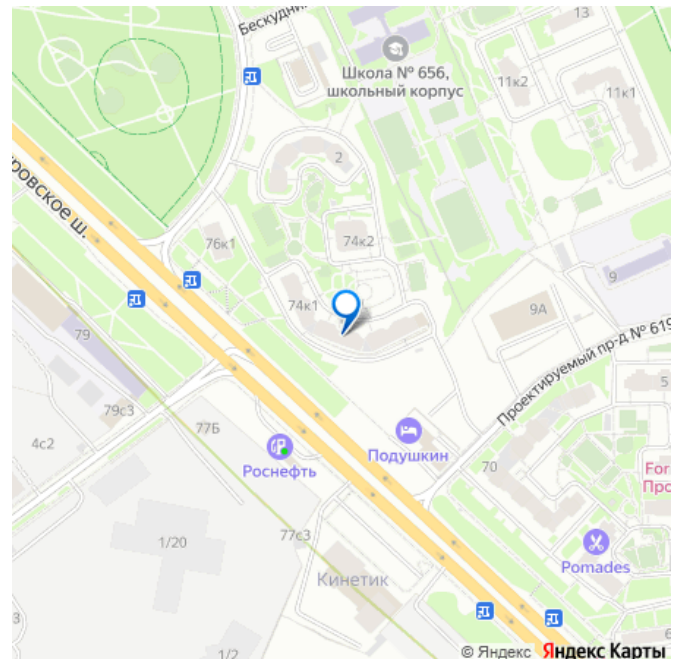 Бескудни
13
Школа № 656,
школьный корпус
11к2
11к1
2
ровское ш.
76к1
74к2
74к1
9
9А
79
Проектируемый пр-д № 619
79с3
77Б
4с2
Роснефть
Подушкин
70
5
For
Про
1/20
77с3
Pomades
Кинетик
6
1/2
© Яндекс Яндекс Карты